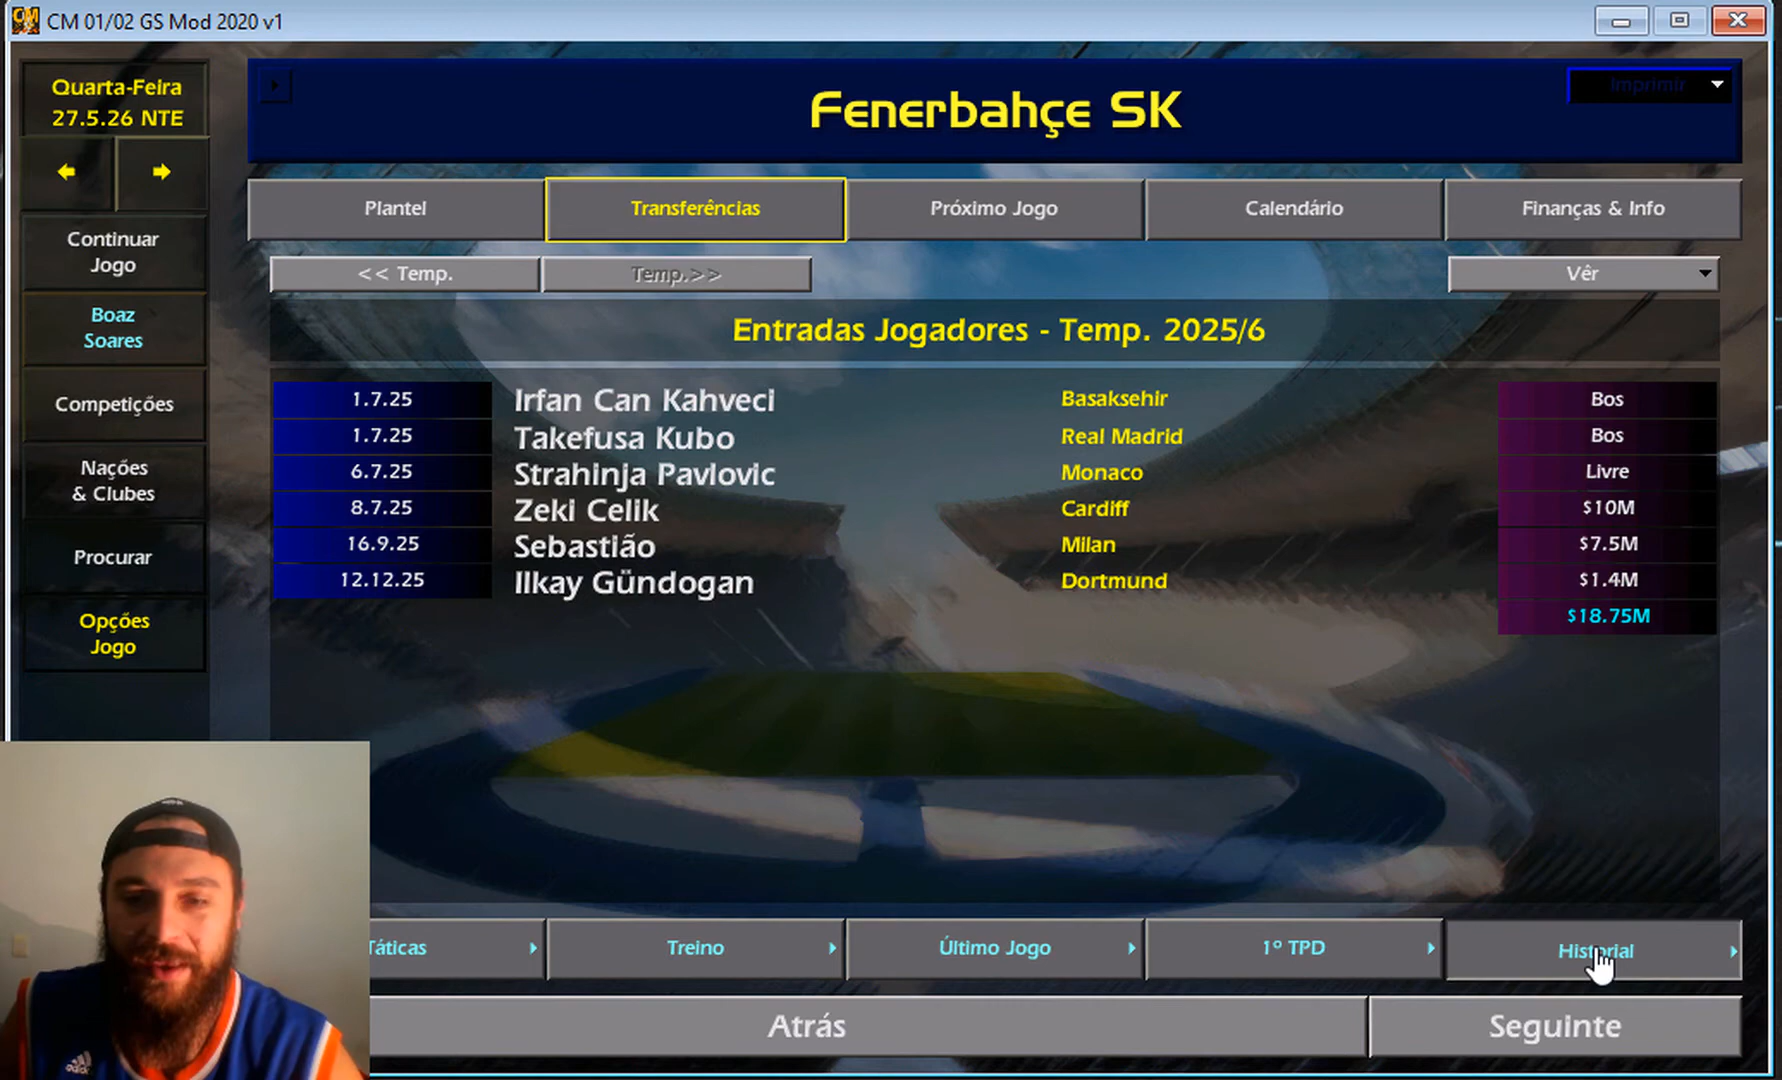 CM 01/02 GS Mod 2020 v1
Quarta-Feira
27.5.26 NTE
Fenerbahçe SK
Imprimir
Plantel
Transferências
Próximo Jogo
Calendário
Finanças & Info
Continuar
Jogo
<< Temp.
Temp.>>
Vêr
Boaz
Soares
Entradas Jogadores - Temp. 2025/6
Competições
Nações
& Clubes
Procurar
Opções
Jogo
1.7.25 Irfan Can Kahveci Basaksehir Bos
1.7.25 Takefusa Kubo Real Madrid Bos
6.7.25 Strahinja Pavlovic Monaco Livre
8.7.25 Zeki Celik Cardiff $10M
16.9.25 Sebastião Milan $7.5M
12.12.25 Ilkay Gündogan Dortmund $1.4M
$18.75M
Táticas
Treino
Último Jogo
1º TPD
Historial
Atrás
Seguinte